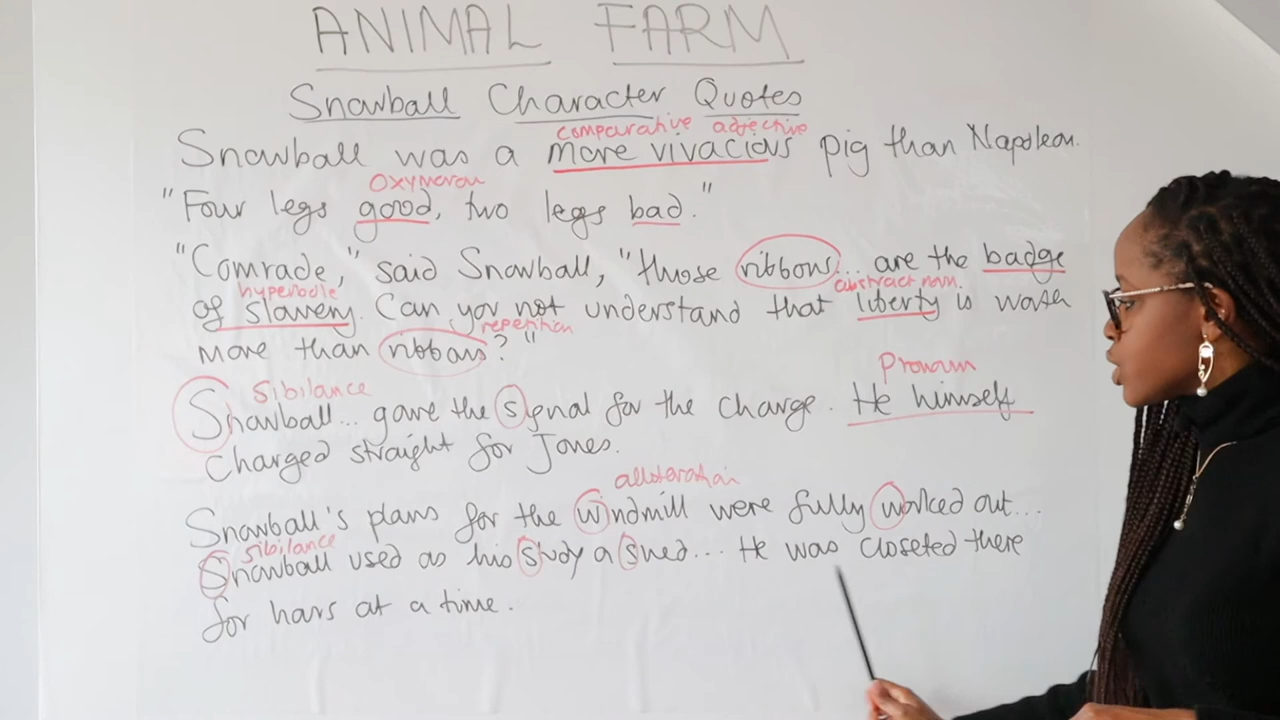 ANIMAL FARM
Snowball Character Quotes
comparative adjective
Snowball was a more vivacious pig than Napoleon.
oxymoron
"Four legs good, two legs bad."
"Comrade," said Snowball, "those ribbons... are the badge
hyperbole abstract noun.
of slavery. Can you not understand that liberty is worth
repetition
more than ribbons?"
sibilance Pronoun
Snowball... gave the signal for the charge. He himself
charged straight for Jones.
alliteration
Snowball's plans for the windmill were fully worked out...
sibilance
Snowball used as his study a shed... He was closeted there
for hours at a time.